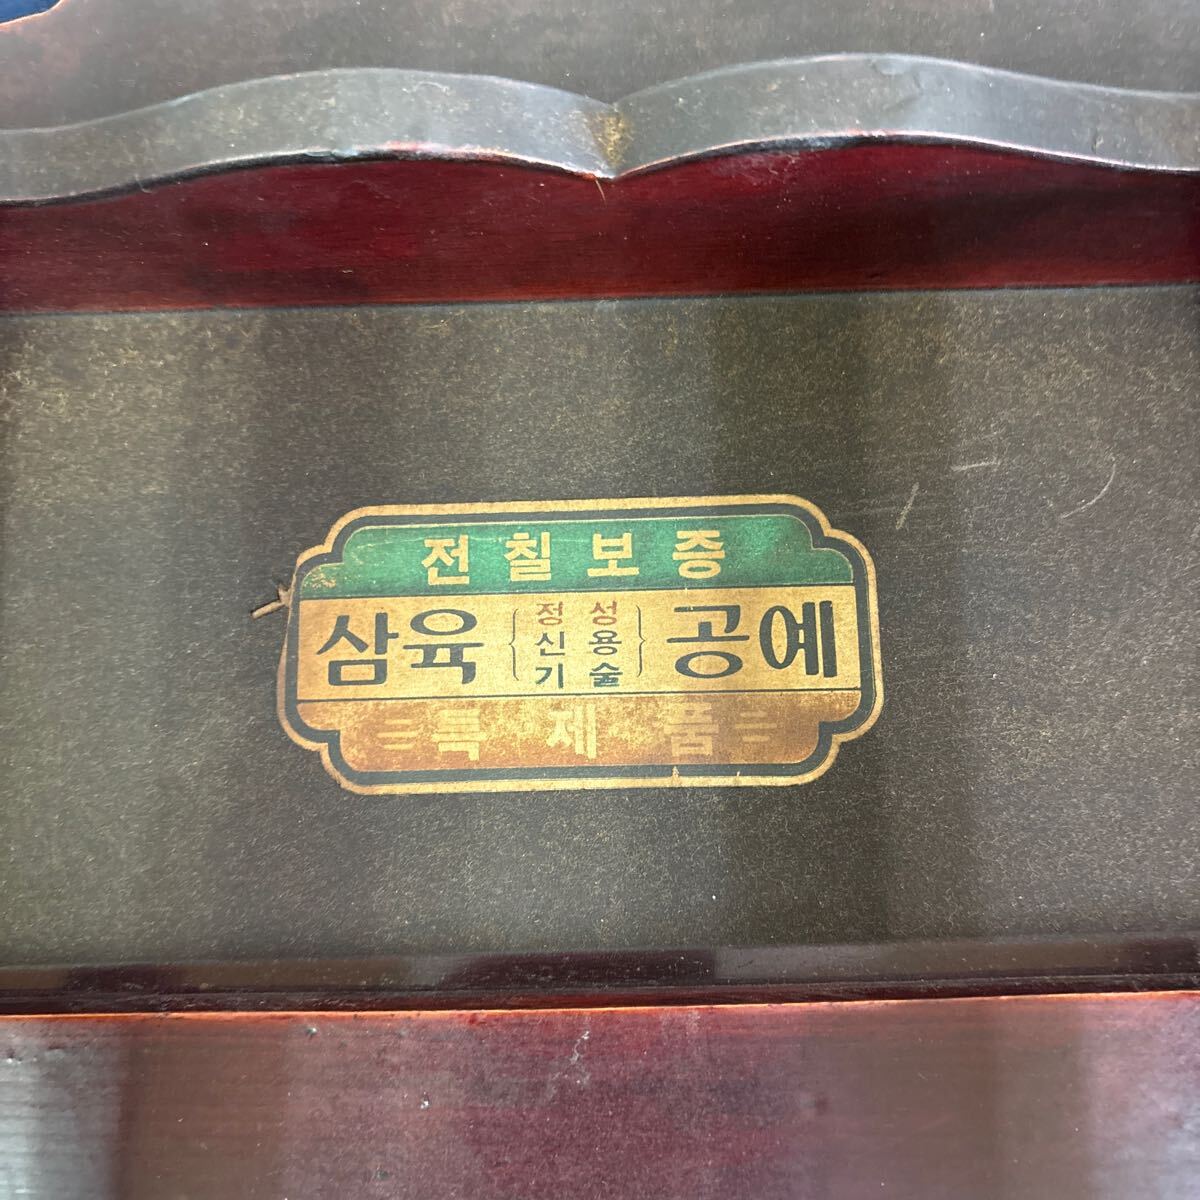 전칠보증
삼육 정성 공예
신용
기술
특제품